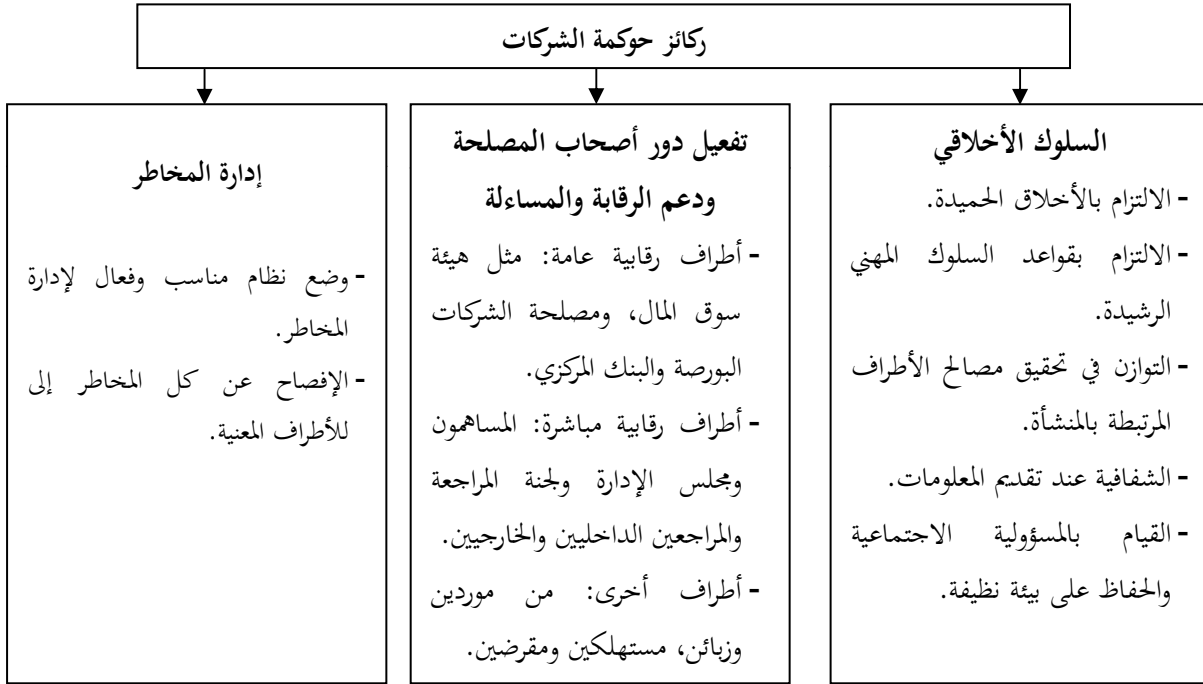 ركائز حوكمة الشركات
السلوك الأخلاقي
- الالتزام بالأخلاق الحميدة.
- الالتزام بقواعد السلوك المهني
الرشيدة.
- التوازن في تحقيق مصالح الأطراف
المرتبطة بالمنشأة.
- الشفافية عند تقديم المعلومات.
- القيام بالمسؤولية الاجتماعية
والحفاظ على بيئة نظيفة.
تفعيل دور أصحاب المصلحة
ودعم الرقابة والمساءلة
- أطراف رقابية عامة: مثل هيئة
سوق المال، ومصلحة الشركات
البورصة والبنك المركزي.
- أطراف رقابية مباشرة: المساهمون
ومجلس الإدارة ولجنة المراجعة
والمراجعين الداخليين والخارجيين.
- أطراف أخرى: من موردين
وزبائن، مستهلكين ومقرضين.
إدارة المخاطر
- وضع نظام مناسب وفعال لإدارة
المخاطر.
- الإفصاح عن كل المخاطر إلى
للأطراف المعنية.